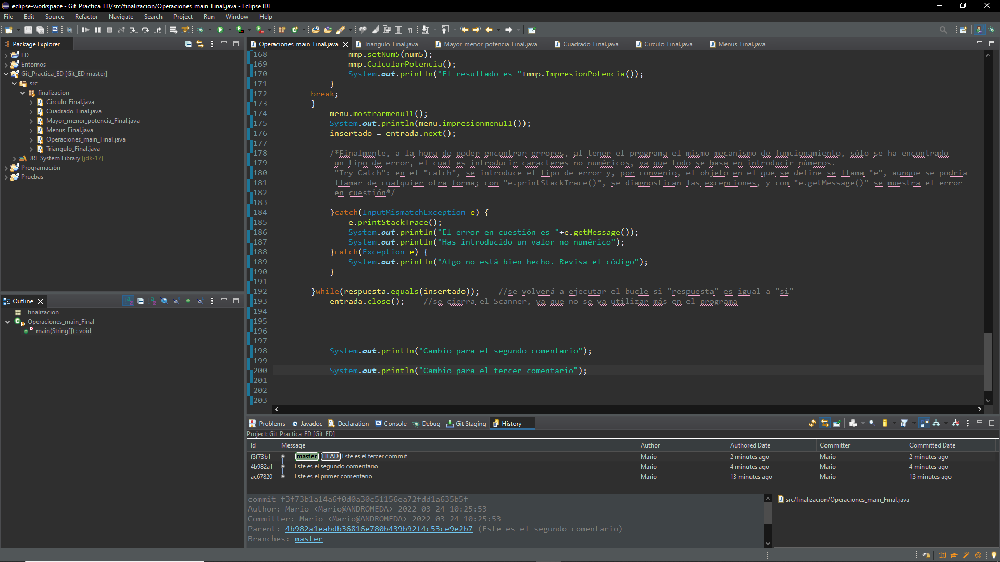 eclipse-workspace - Git_Practica_ED/src/finalizacion/Operaciones_main_Final.java - Eclipse IDE
File Edit Source Refactor Navigate Search Project Run Window Help
Package Explorer
ED
Entornos
Git_Practica_ED [Git_ED master]
src
finalizacion
Circulo_Final.java
Cuadrado_Final.java
Mayor_menor_potencia_Final.java
Menus_Final.java
Operaciones_main_Final.java
Triangulo_Final.java
JRE System Library [jdk-17]
Programación
Pruebas
Outline
finalizacion
Operaciones_main_Final
main(String[]) : void
Operaciones_main_Final.java Triangulo_Final.java Mayor_menor_potencia_Final.java Cuadrado_Final.java Circulo_Final.java Menus_Final.java
168 mmp.setNum5(num5);
169 mmp.CalcularPotencia();
170 System.out.println("El resultado es "+mmp.ImpresionPotencia());
171 }
172 break;
173 }
174 menu.mostrarmenu11();
175 System.out.println(menu.impresionmenu11());
176 insertado = entrada.next();
177
178 /*Finalmente, a la hora de poder encontrar errores, al tener el programa el mismo mecanismo de funcionamiento, sólo se ha encontrado
179 un tipo de error, el cual es introducir caracteres no numéricos, ya que todo se basa en introducir números.
180 "Try Catch": en el "catch", se introduce el tipo de error y, por convenio, el objeto en el que se define se llama "e", aunque se podría
181 llamar de cualquier otra forma; con "e.printStackTrace()", se diagnostican las excepciones, y con "e.getMessage()" se muestra el error
182 en cuestión*/
183
184 }catch(InputMismatchException e) {
185 e.printStackTrace();
186 System.out.println("El error en cuestión es "+e.getMessage());
187 System.out.println("Has introducido un valor no numérico");
188 }catch(Exception e) {
189 System.out.println("Algo no está bien hecho. Revisa el código");
190 }
191
192 }while(respuesta.equals(insertado)); //se volverá a ejecutar el bucle si "respuesta" es igual a "si"
193 entrada.close(); //se cierra el Scanner, ya que no se va utilizar más en el programa
194
195
196
197
198 System.out.println("Cambio para el segundo comentario");
199
200 System.out.println("Cambio para el tercer comentario");
201
202
203
Problems Javadoc Declaration Console Debug Git Staging History
Project: Git_Practica_ED [Git_ED]
Id Message Author Authored Date Committer Committed Date
f3f73b1 master HEAD Este es el tercer commit Mario 2 minutes ago Mario 2 minutes ago
4b982a1 Este es el segundo comentario Mario 4 minutes ago Mario 4 minutes ago
ac67820 Este es el primer comentario Mario 13 minutes ago Mario 13 minutes ago
commit f3f73b1a14a6f0d0a30c51156ea72fdd1a635b5f
Author: Mario <Mario@ANDROMEDA> 2022-03-24 10:25:53
Committer: Mario <Mario@ANDROMEDA> 2022-03-24 10:25:53
Parent: 4b982a1eabdb36816e780b439b92f4c53ce9e2b7 (Este es el segundo comentario)
Branches: master
src/finalizacion/Operaciones_main_Final.java